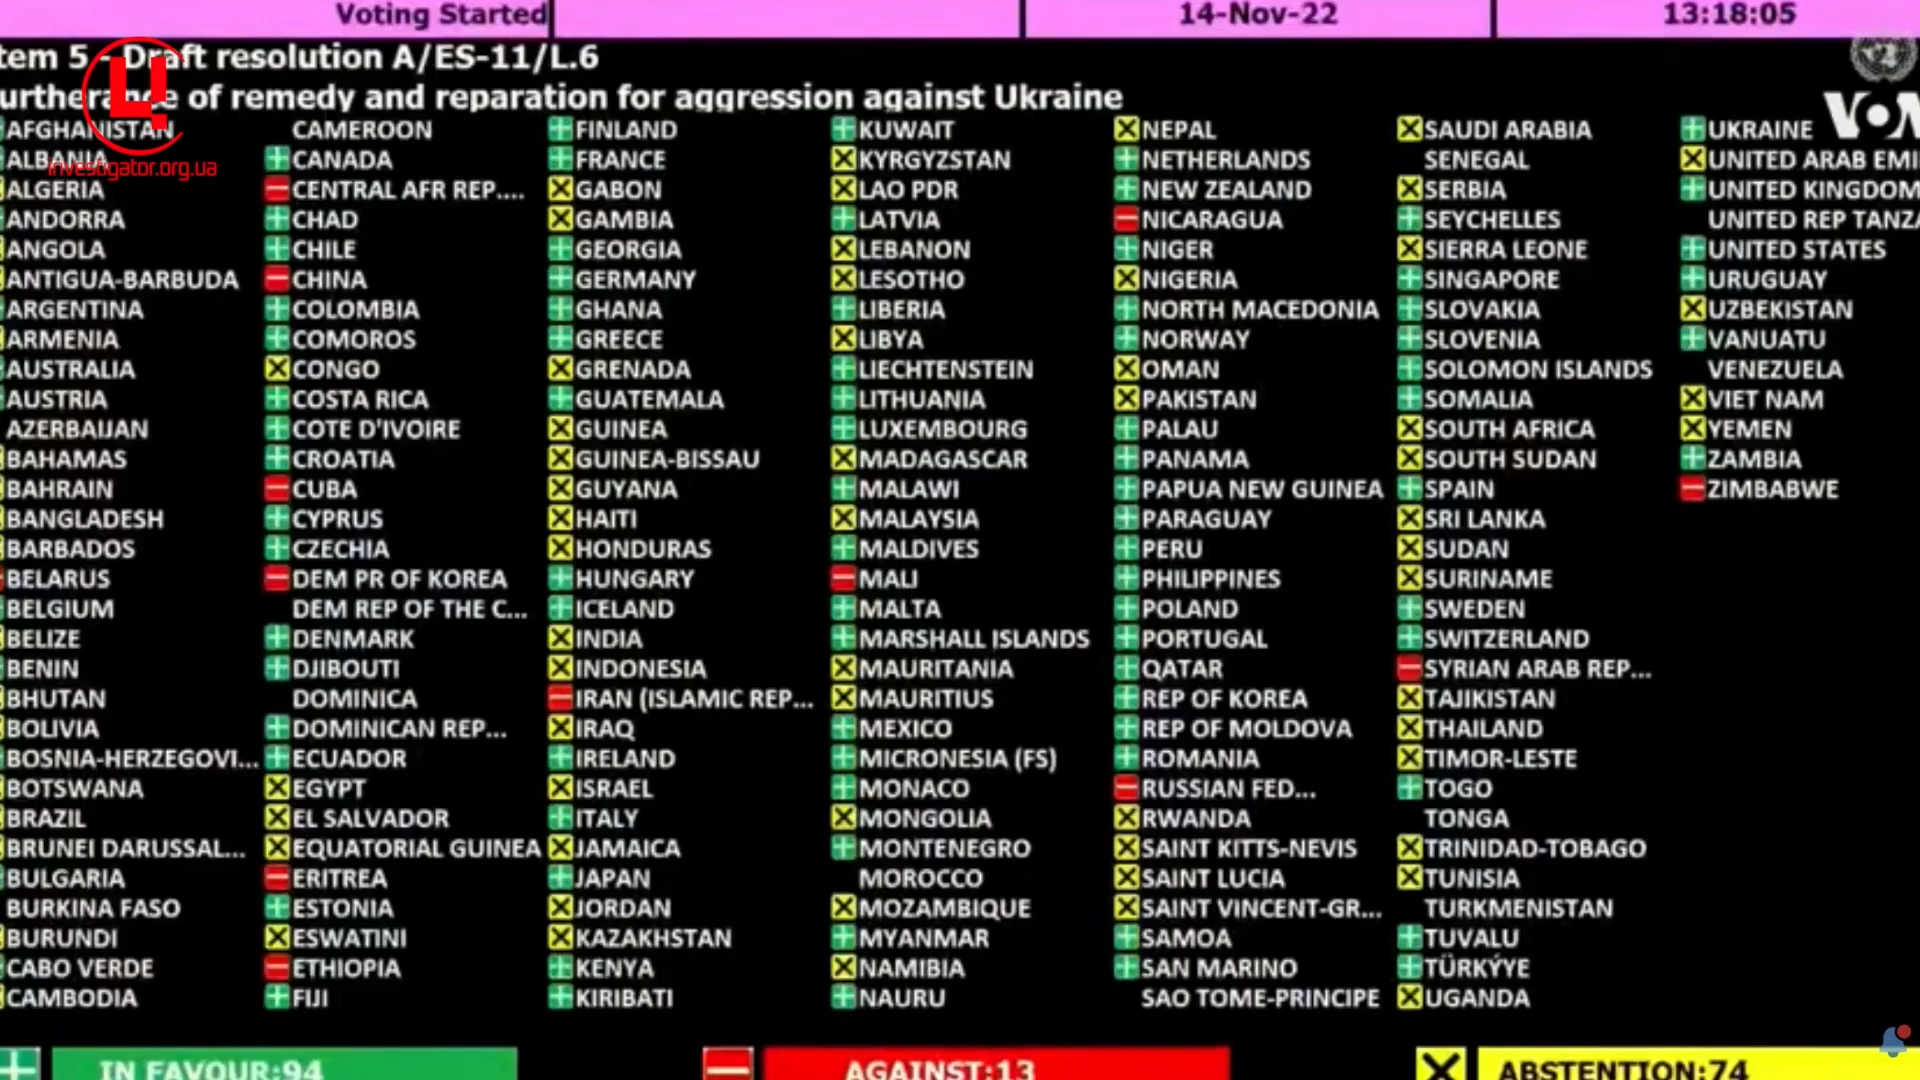 Voting Started 14-Nov-22 13:18:05
tem 5 - Draft resolution A/ES-11/L.6
urtherance of remedy and reparation for aggression against Ukraine
VOA
Ц.
investigator.org.ua
AFGHANISTAN CAMEROON FINLAND KUWAIT NEPAL SAUDI ARABIA UKRAINE
ALBANIA CANADA FRANCE KYRGYZSTAN NETHERLANDS SENEGAL UNITED ARAB EMI
ALGERIA CENTRAL AFR REP.... GABON LAO PDR NEW ZEALAND SERBIA UNITED KINGDOM
ANDORRA CHAD GAMBIA LATVIA NICARAGUA SEYCHELLES UNITED REP TANZA
ANGOLA CHILE GEORGIA LEBANON NIGER SIERRA LEONE UNITED STATES
ANTIGUA-BARBUDA CHINA GERMANY LESOTHO NIGERIA SINGAPORE URUGUAY
ARGENTINA COLOMBIA GHANA LIBERIA NORTH MACEDONIA SLOVAKIA UZBEKISTAN
ARMENIA COMOROS GREECE LIBYA NORWAY SLOVENIA VANUATU
AUSTRALIA CONGO GRENADA LIECHTENSTEIN OMAN SOLOMON ISLANDS VENEZUELA
AUSTRIA COSTA RICA GUATEMALA LITHUANIA PAKISTAN SOMALIA VIET NAM
AZERBAIJAN COTE D'IVOIRE GUINEA LUXEMBOURG PALAU SOUTH AFRICA YEMEN
BAHAMAS CROATIA GUINEA-BISSAU MADAGASCAR PANAMA SOUTH SUDAN ZAMBIA
BAHRAIN CUBA GUYANA MALAWI PAPUA NEW GUINEA SPAIN ZIMBABWE
BANGLADESH CYPRUS HAITI MALAYSIA PARAGUAY SRI LANKA
BARBADOS CZECHIA HONDURAS MALDIVES PERU SUDAN
BELARUS DEM PR OF KOREA HUNGARY MALI PHILIPPINES SURINAME
BELGIUM DEM REP OF THE C... ICELAND MALTA POLAND SWEDEN
BELIZE DENMARK INDIA MARSHALL ISLANDS PORTUGAL SWITZERLAND
BENIN DJIBOUTI INDONESIA MAURITANIA QATAR SYRIAN ARAB REP...
BHUTAN DOMINICA IRAN (ISLAMIC REP... MAURITIUS REP OF KOREA TAJIKISTAN
BOLIVIA DOMINICAN REP... IRAQ MEXICO REP OF MOLDOVA THAILAND
BOSNIA-HERZEGOVI... ECUADOR IRELAND MICRONESIA (FS) ROMANIA TIMOR-LESTE
BOTSWANA EGYPT ISRAEL MONACO RUSSIAN FED... TOGO
BRAZIL EL SALVADOR ITALY MONGOLIA RWANDA TONGA
BRUNEI DARUSSAL... EQUATORIAL GUINEA JAMAICA MONTENEGRO SAINT KITTS-NEVIS TRINIDAD-TOBAGO
BULGARIA ERITREA JAPAN MOROCCO SAINT LUCIA TUNISIA
BURKINA FASO ESTONIA JORDAN MOZAMBIQUE SAINT VINCENT-GR... TURKMENISTAN
BURUNDI ESWATINI KAZAKHSTAN MYANMAR SAMOA TUVALU
CABO VERDE ETHIOPIA KENYA NAMIBIA SAN MARINO TÜRKÝYE
CAMBODIA FIJI KIRIBATI NAURU SAO TOME-PRINCIPE UGANDA
IN FAVOUR:94 AGAINST:13 ABSTENTION:74